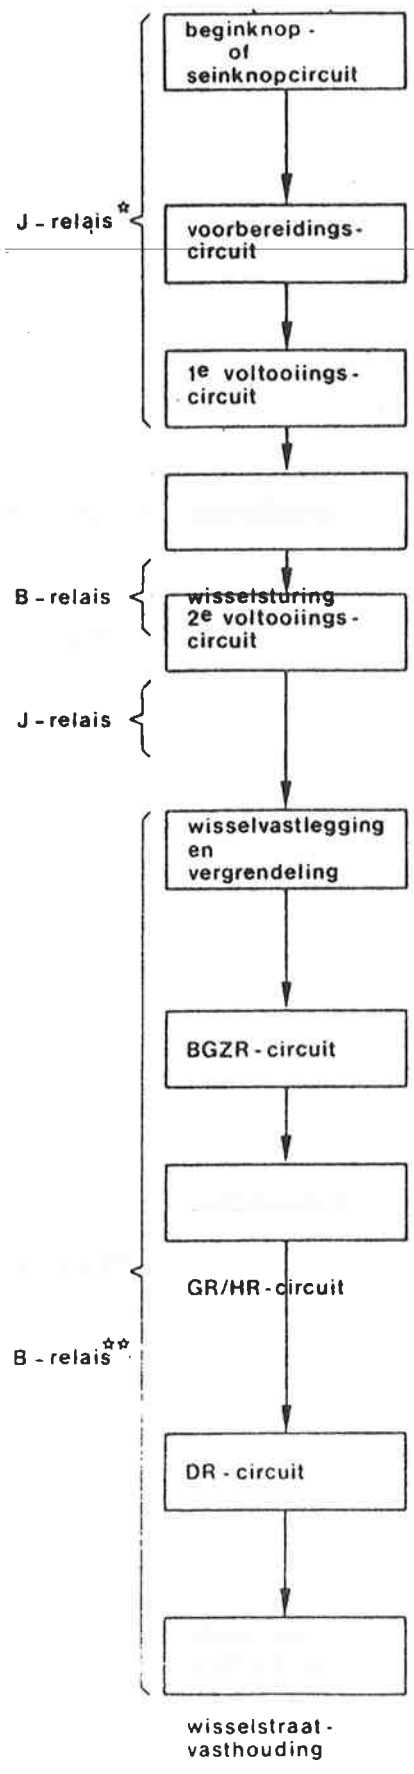 beginknop -
of
seinknopcircuit
J - relais ☆
voorbereidings -
circuit
1e voltooiings -
circuit
B - relais
wisselsturing
2e voltooiings -
circuit
J - relais
wisselvastlegging
en
vergrendeling
BGZR - circuit
GR/HR - circuit
B - relais ☆☆
DR - circuit
wisselstraat -
vasthouding